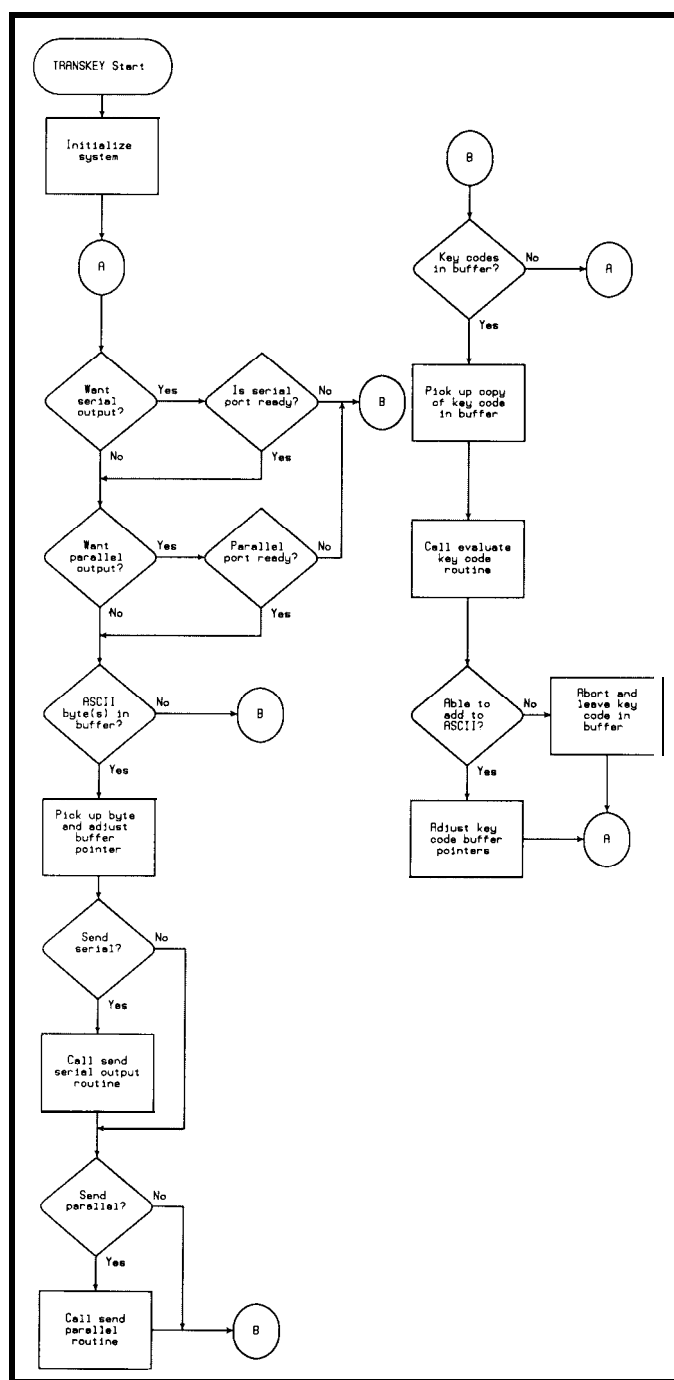 TRANSKEY Start
Initialize
system
A
Want
serial
output?
Yes
No
Is serial
port ready?
No
Yes
B
Want
parallel
output?
Yes
No
Parallel
port ready?
No
Yes
ASCII
byte(s) in
buffer?
No
B
Yes
Pick up byte
and adjust
buffer
pointer
Send
serial?
No
Yes
Call send
serial output
routine
Send
parallel?
No
Yes
Call send
parallel
routine
B
B
Key codes
in buffer?
No
A
Yes
Pick up copy
of key code
in buffer
Call evaluate
key code
routine
Able to
add to
ASCII?
No
Abort and
leave key
code in
buffer
Yes
Adjust key
code buffer
pointers
A